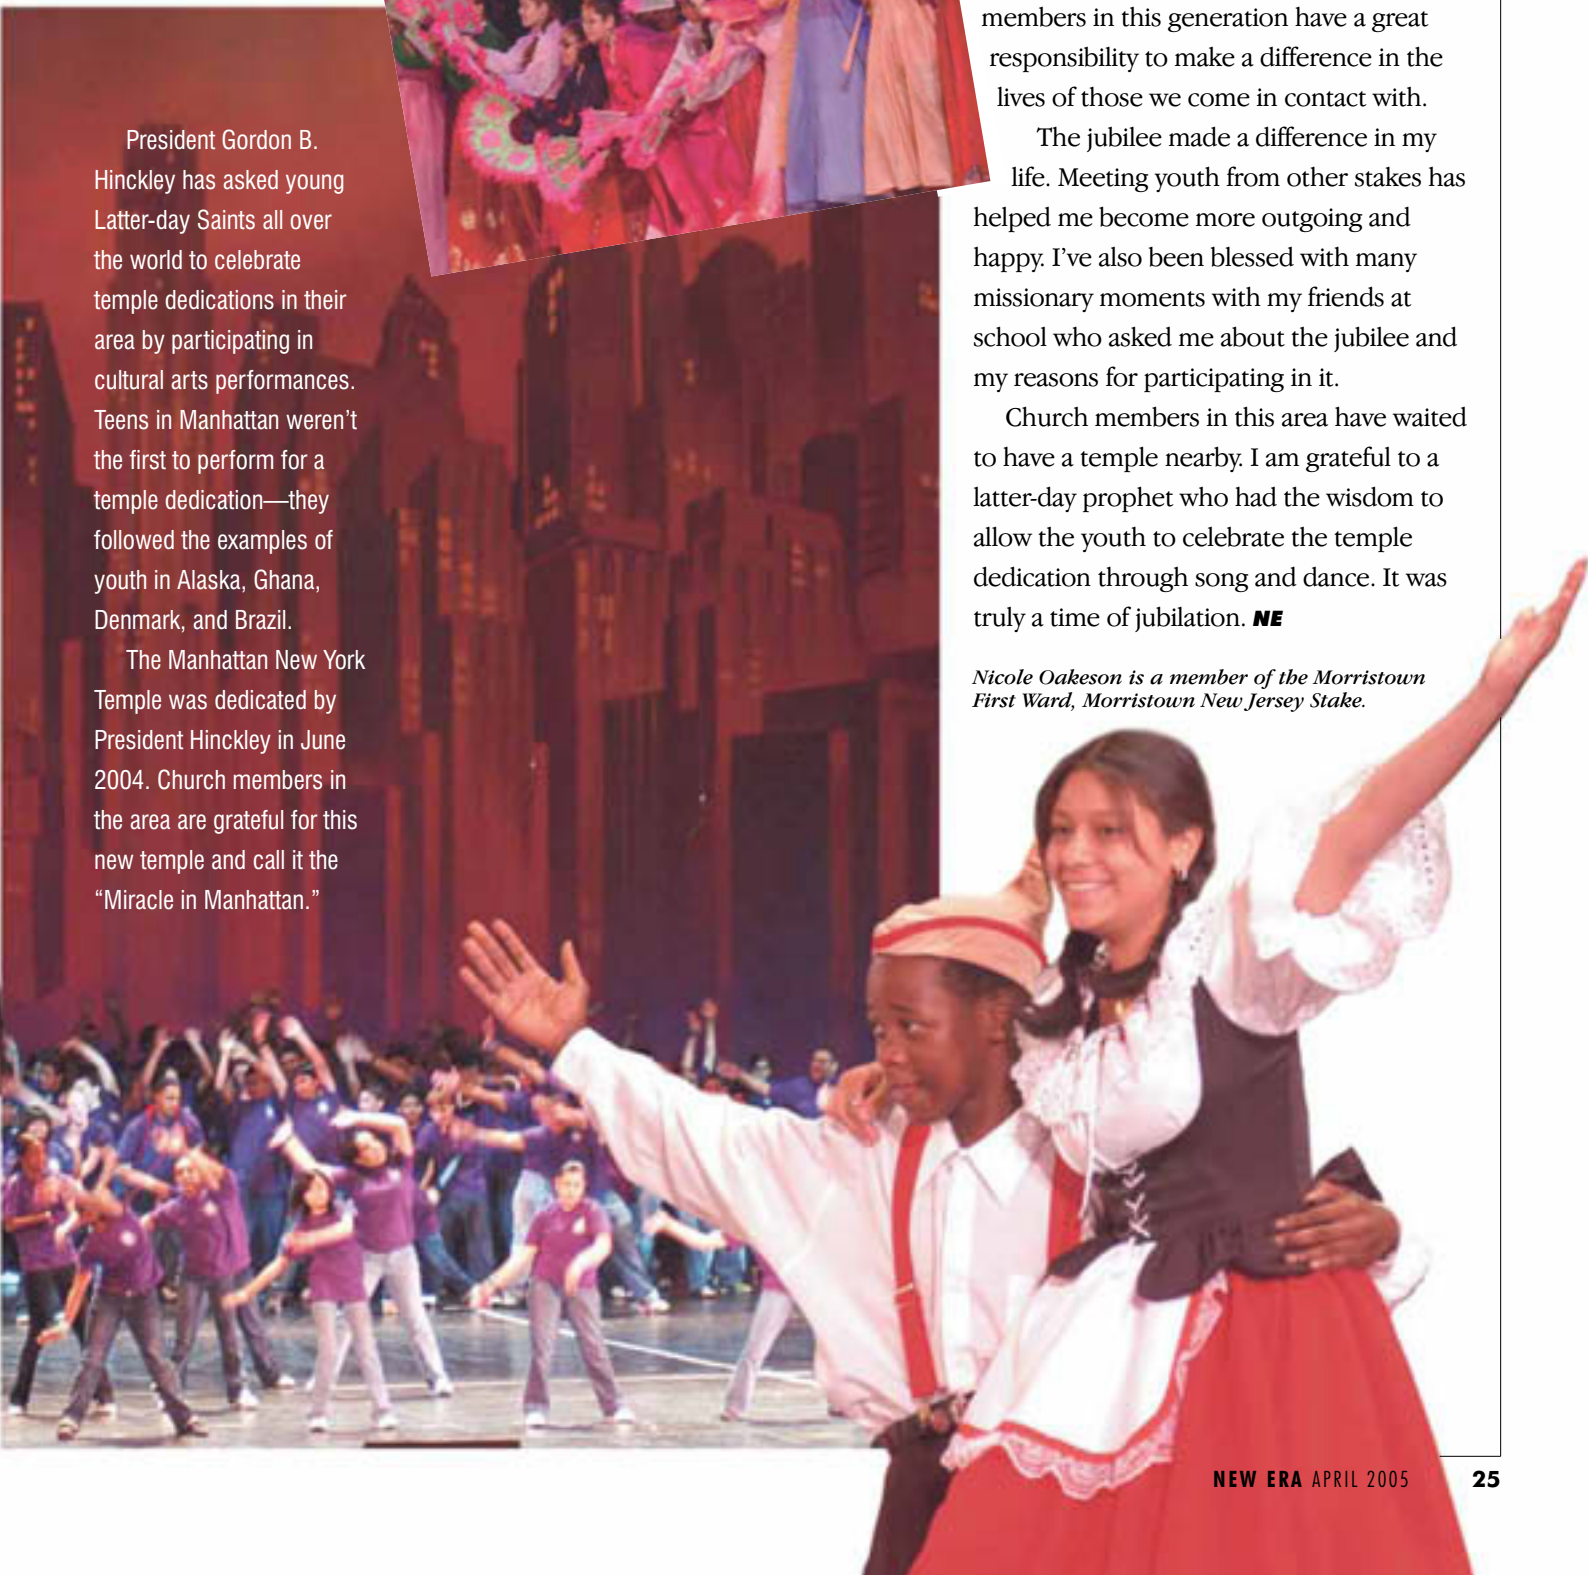 President Gordon B.
Hinckley has asked young
Latter-day Saints all over
the world to celebrate
temple dedications in their
area by participating in
cultural arts performances.
Teens in Manhattan weren’t
the first to perform for a
temple dedication—they
followed the examples of
youth in Alaska, Ghana,
Denmark, and Brazil.
The Manhattan New York
Temple was dedicated by
President Hinckley in June
2004. Church members in
the area are grateful for this
new temple and call it the
“Miracle in Manhattan.”
members in this generation have a great
responsibility to make a difference in the
lives of those we come in contact with.
The jubilee made a difference in my
life. Meeting youth from other stakes has
helped me become more outgoing and
happy. I’ve also been blessed with many
missionary moments with my friends at
school who asked me about the jubilee and
my reasons for participating in it.
Church members in this area have waited
to have a temple nearby. I am grateful to a
latter-day prophet who had the wisdom to
allow the youth to celebrate the temple
dedication through song and dance. It was
truly a time of jubilation. NE
Nicole Oakeson is a member of the Morristown
First Ward, Morristown New Jersey Stake.
NEW ERA APRIL 2005 25